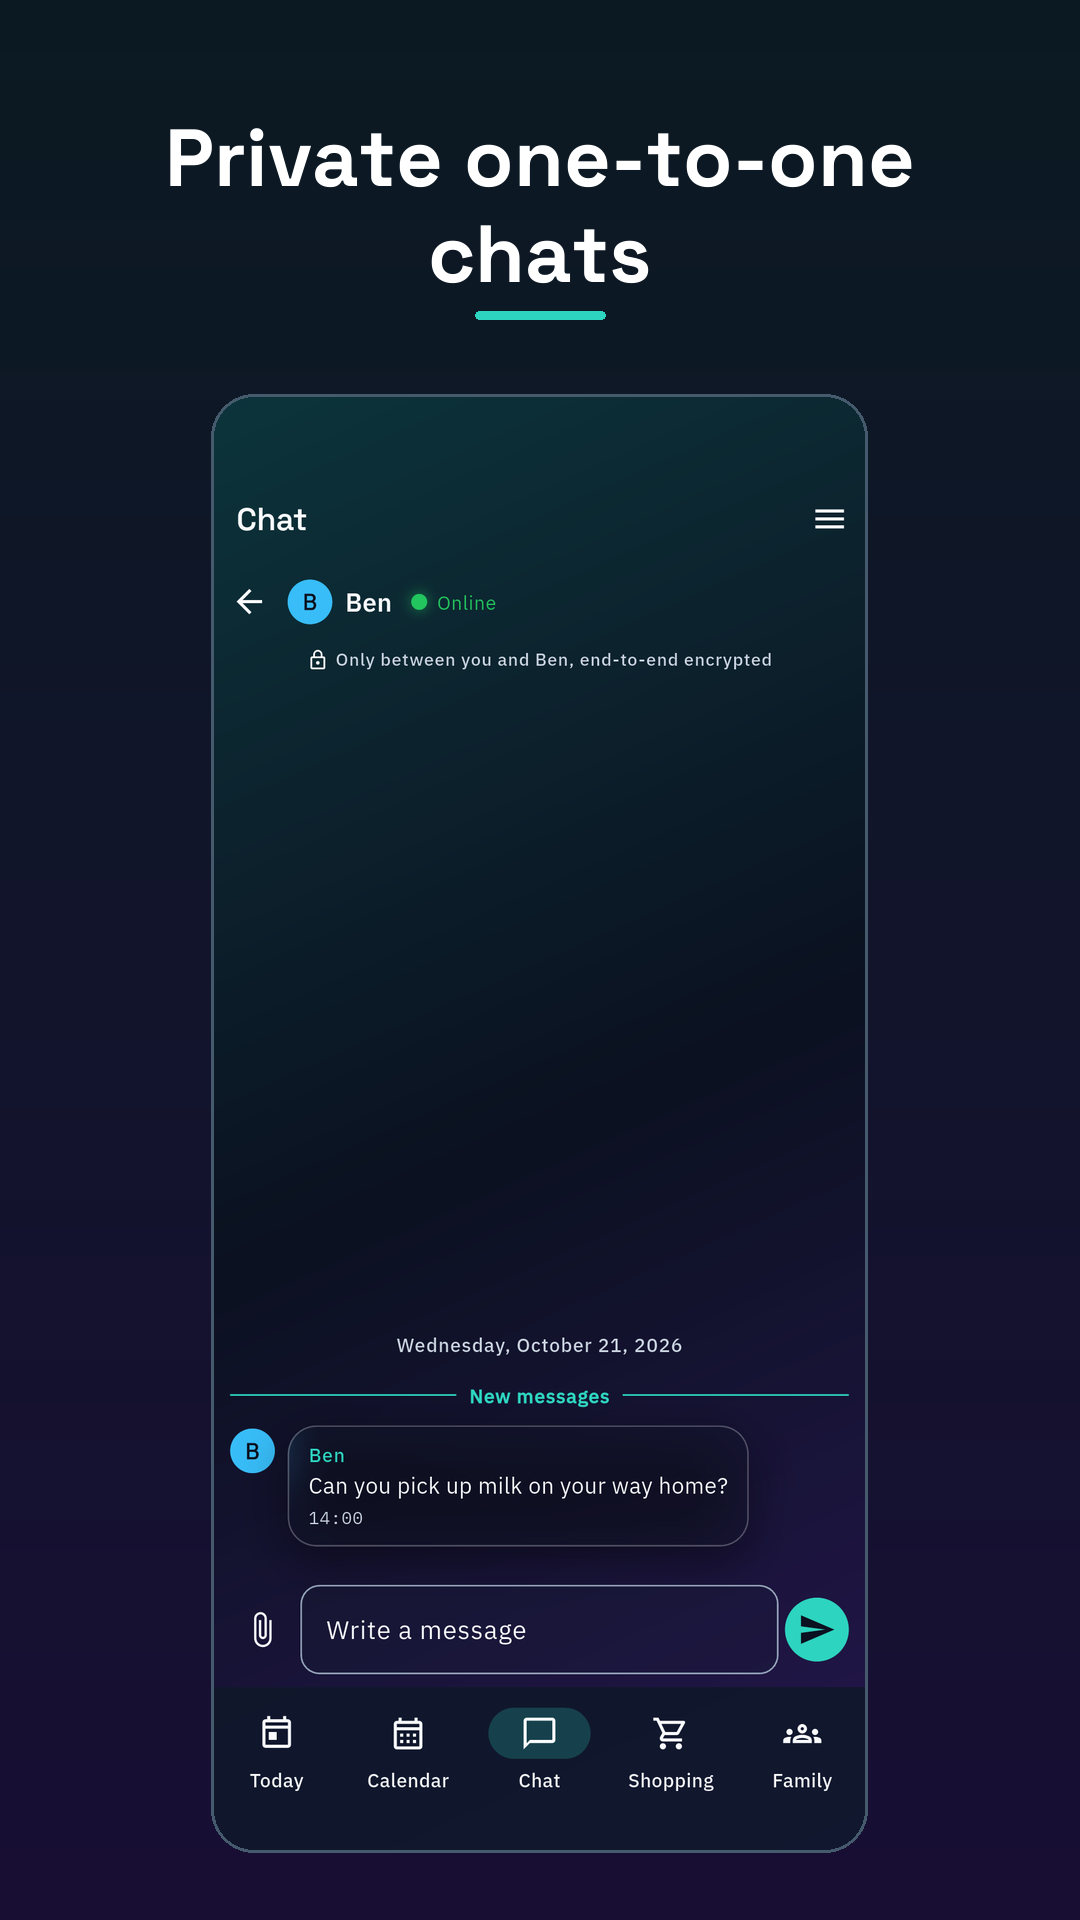 Private one-to-one
chats
Chat
B Ben Online
Only between you and Ben, end-to-end encrypted
Wednesday, October 21, 2026
New messages
B
Ben
Can you pick up milk on your way home?
14:00
Write a message
Today Calendar Chat Shopping Family